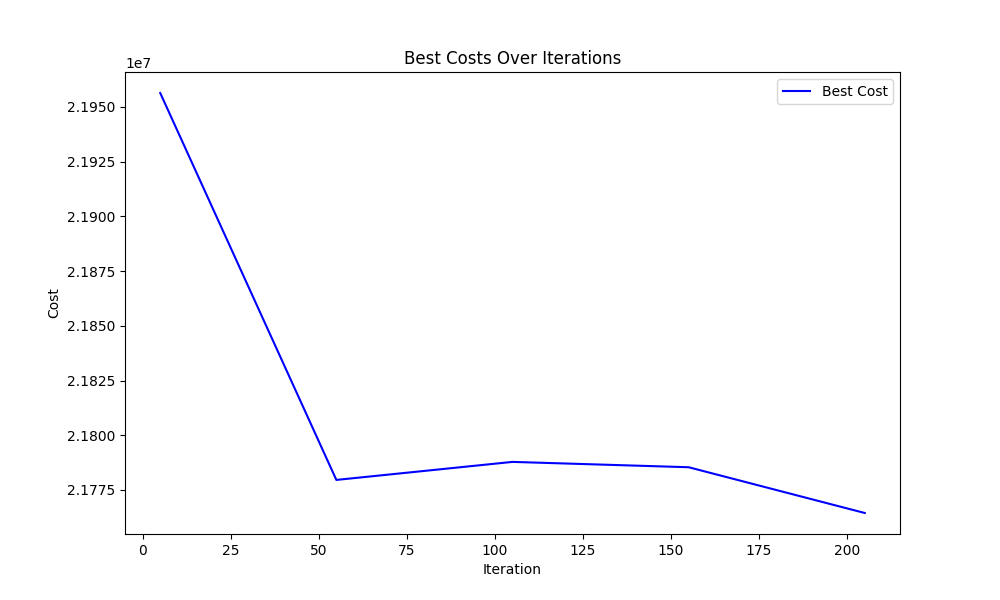 Best Costs Over Iterations
1e7
Best Cost
2.1950
2.1925
2.1900
2.1875
2.1850
2.1825
2.1800
2.1775
Cost
0 25 50 75 100 125 150 175 200
Iteration